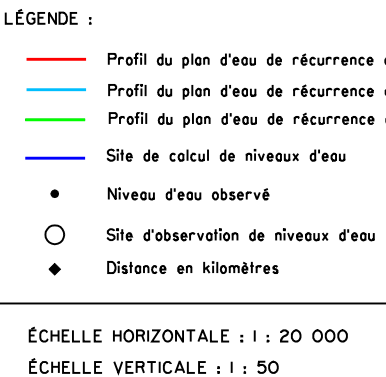 LÉGENDE :
Profil du plan d'eau de récurrence
Profil du plan d'eau de récurrence
Profil du plan d'eau de récurrence
Site de calcul de niveaux d'eau
Niveau d'eau observé
Site d'observation de niveaux d'eau
Distance en kilomètres
ÉCHELLE HORIZONTALE : 1 : 20 000
ÉCHELLE VERTICALE : 1 : 50